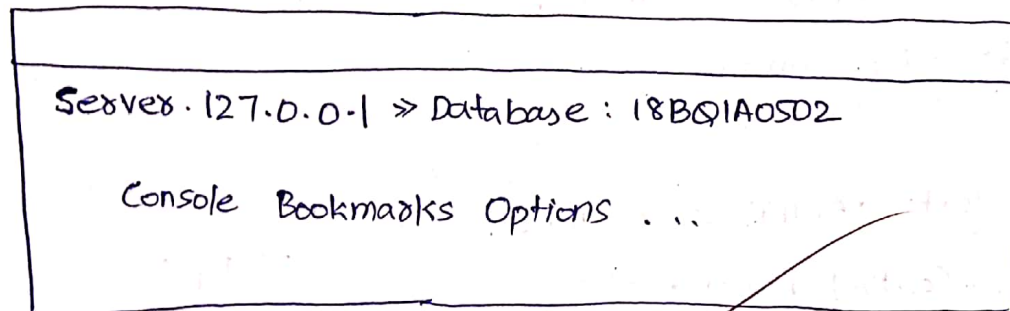 Server. 127.0.0.1 >> Database : 18BQ1A0502
Console Bookmarks Options ...